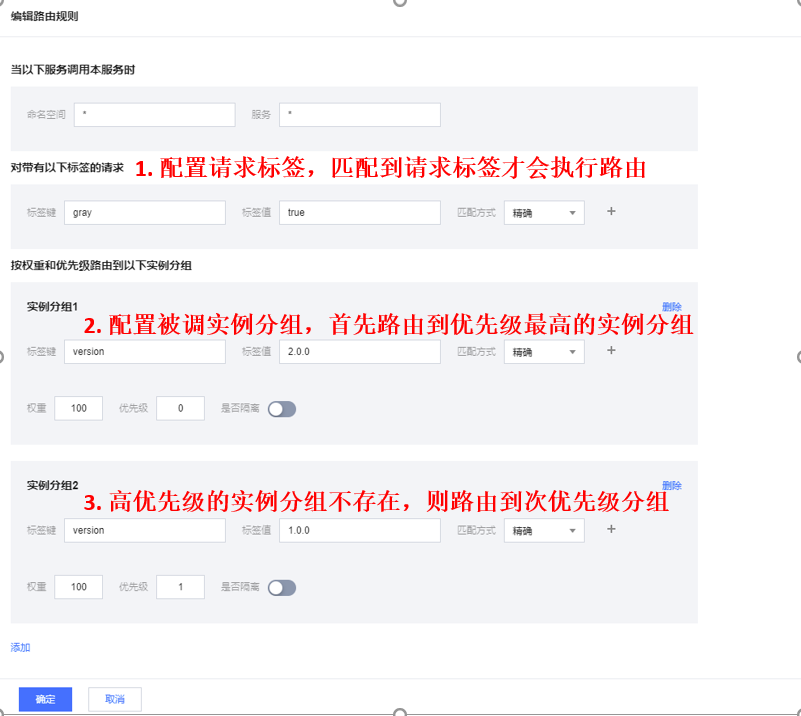 编辑路由规则
当以下服务调用本服务时
命名空间 * 服务 *
对带有以下标签的请求 1. 配置请求标签，匹配到请求标签才会执行路由
标签键 gray 标签值 true 匹配方式 精确 +
按权重和优先级路由到以下实例分组
实例分组1 删除
2. 配置被调实例分组，首先路由到优先级最高的实例分组
标签键 version 标签值 2.0.0 匹配方式 精确 +
权重 100 优先级 0 是否隔离
实例分组2 删除
3. 高优先级的实例分组不存在，则路由到次优先级分组
标签键 version 标签值 1.0.0 匹配方式 精确 +
权重 100 优先级 1 是否隔离
添加
确定 取消